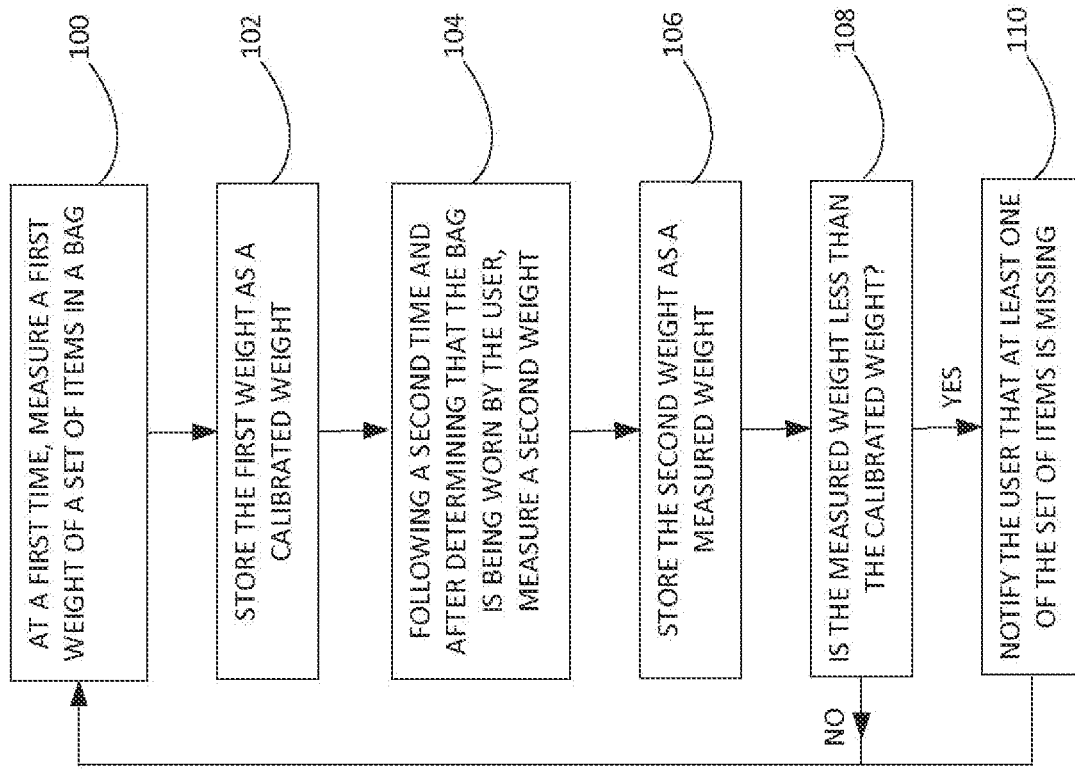 AT A FIRST TIME, MEASURE A FIRST
WEIGHT OF A SET OF ITEMS IN A BAG
100
STORE THE FIRST WEIGHT AS A
CALIBRATED WEIGHT
102
FOLLOWING A SECOND TIME AND
AFTER DETERMINING THAT THE BAG
IS BEING WORN BY THE USER,
MEASURE A SECOND WEIGHT
104
STORE THE SECOND WEIGHT AS A
MEASURED WEIGHT
106
IS THE MEASURED WEIGHT LESS THAN
THE CALIBRATED WEIGHT?
108
NO
YES
NOTIFY THE USER THAT AT LEAST ONE
OF THE SET OF ITEMS IS MISSING
110